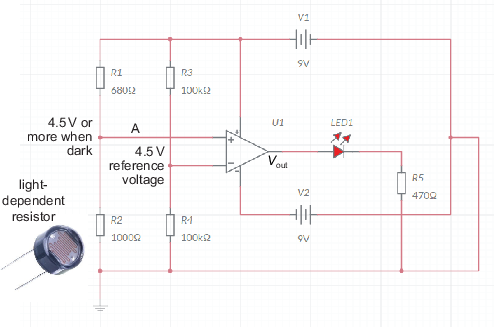 V1
9V
R1
680Ω
R3
100kΩ
4.5 V or
more when
dark
A
4.5 V
reference
voltage
U1
Vout
LED1
R5
470Ω
light-
dependent
resistor
V2
9V
R2
1000Ω
R4
100kΩ